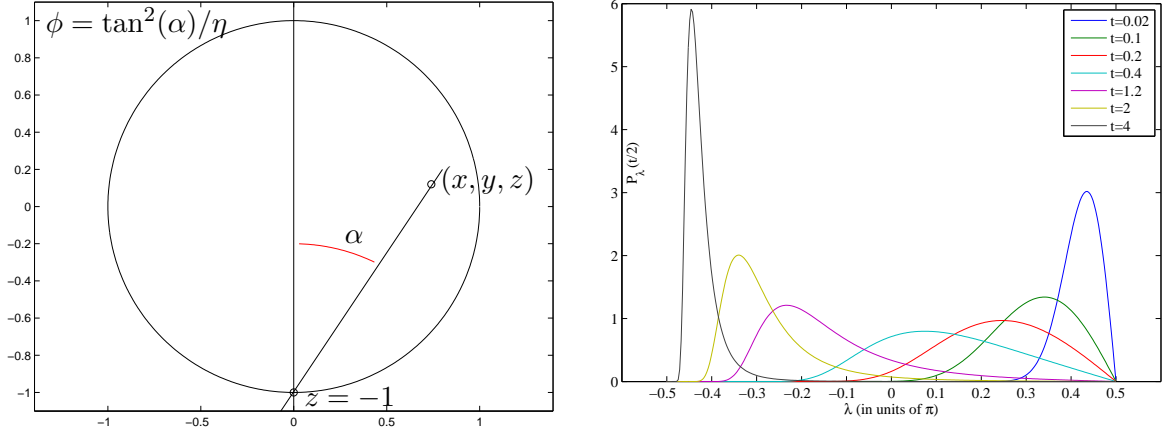 ϕ = tan²(α)/η
1
0.8
0.6
0.4
0.2
0
−0.2
−0.4
−0.6
−0.8
−1
(x, y, z)
α
z = −1
−1 −0.5 0 0.5 1
6
5
4
3
2
1
0
P_λ (t/2)
t=0.02
t=0.1
t=0.2
t=0.4
t=1.2
t=2
t=4
−0.5 −0.4 −0.3 −0.2 −0.1 0 0.1 0.2 0.3 0.4 0.5
λ (in units of π)